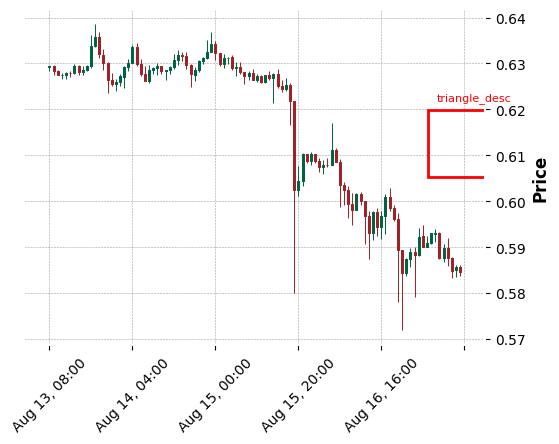 0.64
0.63
triangle_desc
0.62
0.61
0.60
0.59
0.58
0.57
Price
Aug 13, 08:00
Aug 14, 04:00
Aug 15, 00:00
Aug 15, 20:00
Aug 16, 16:00